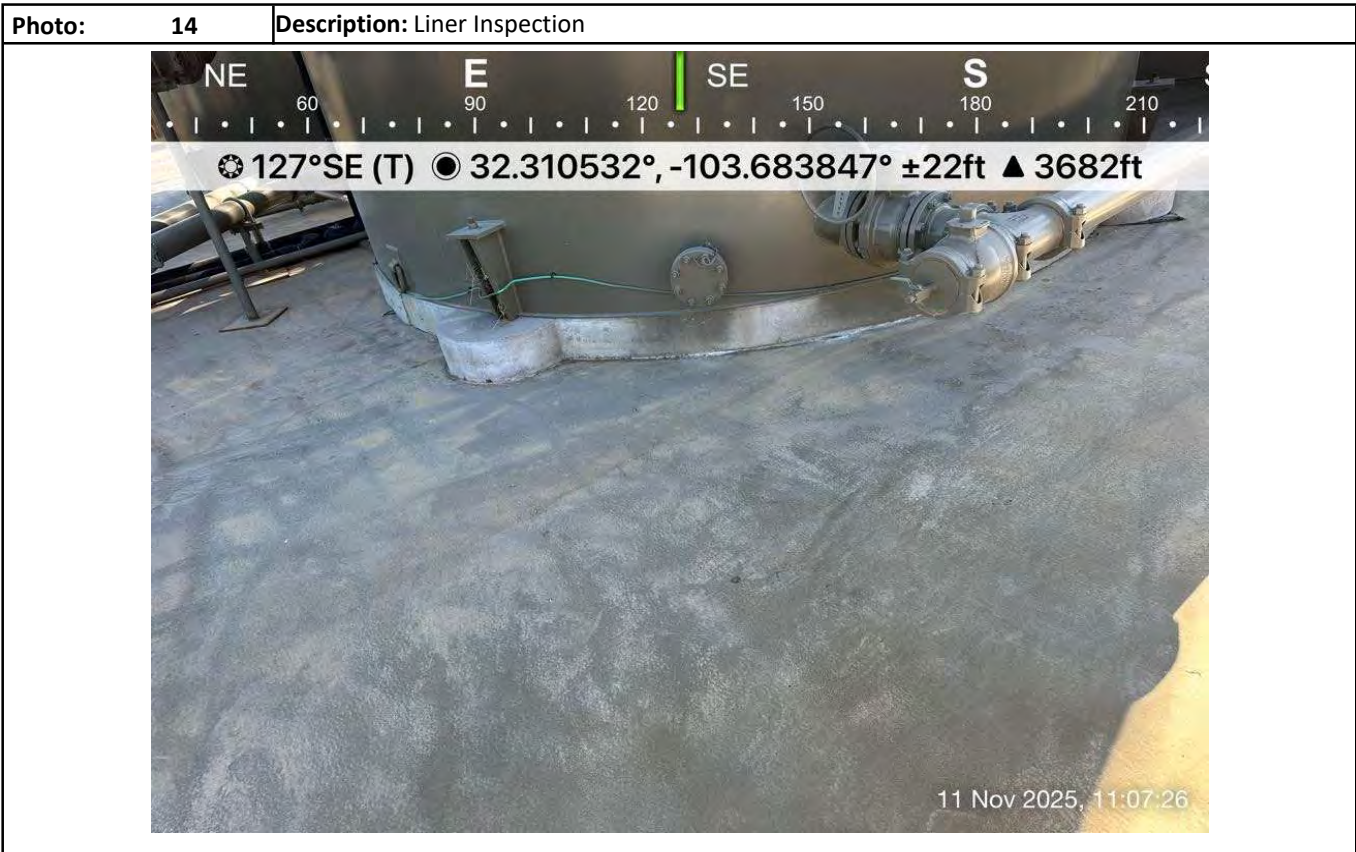 Photo: 14 Description: Liner Inspection
NE E SE S
60 90 120 150 180 210
127°SE (T) 32.310532°, -103.683847° ±22ft ▲ 3682ft
11 Nov 2025, 11:07:26